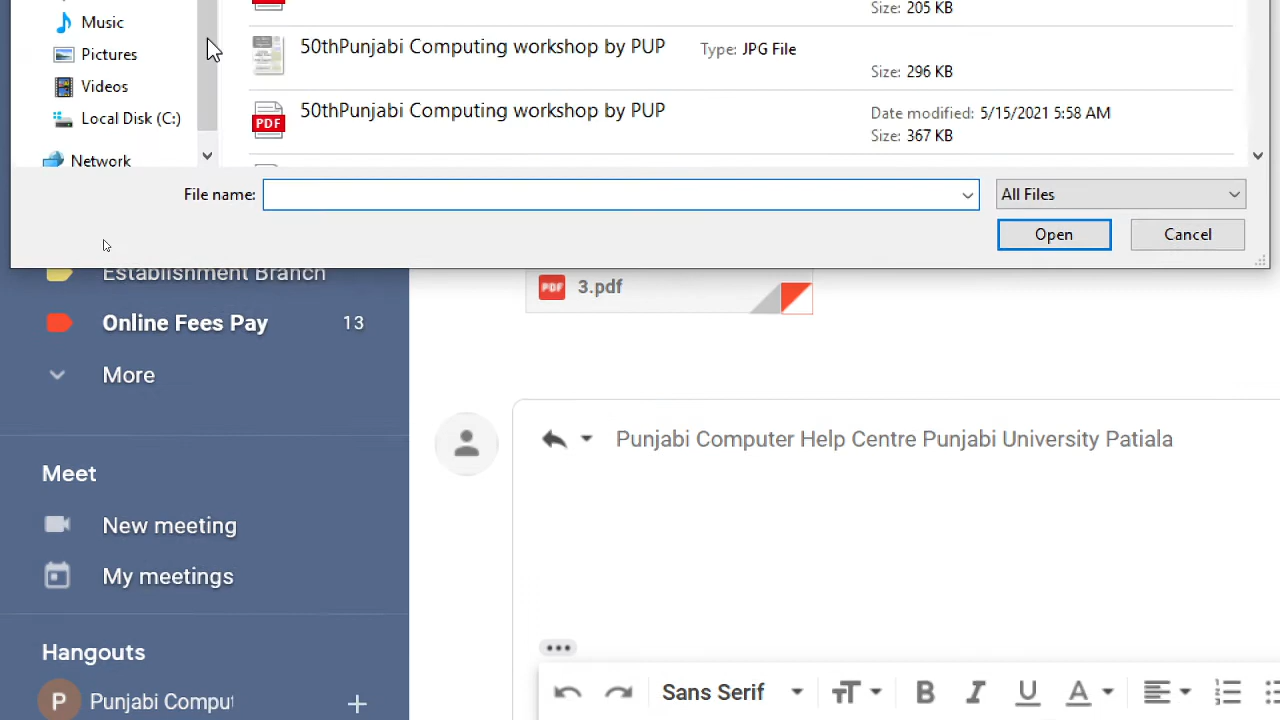 Music
Pictures
Videos
Local Disk (C:)
Network
Size: 205 KB
50thPunjabi Computing workshop by PUP Type: JPG File
Size: 296 KB
PDF 50thPunjabi Computing workshop by PUP Date modified: 5/15/2021 5:58 AM
Size: 367 KB
File name: All Files
Open Cancel
Establishment Branch
Online Fees Pay 13
More
Meet
New meeting
My meetings
Hangouts
P Punjabi Comput
PDF 3.pdf
Punjabi Computer Help Centre Punjabi University Patiala
Sans Serif B I U A